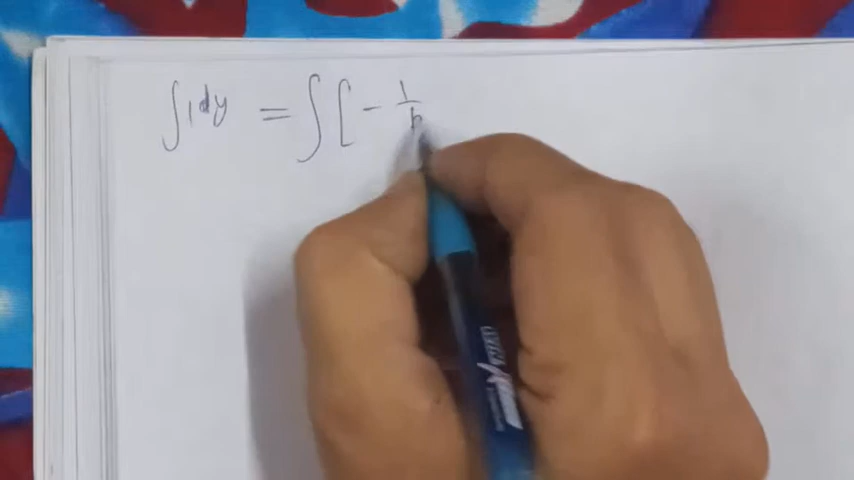 ∫1dy = ∫[ - 1/p